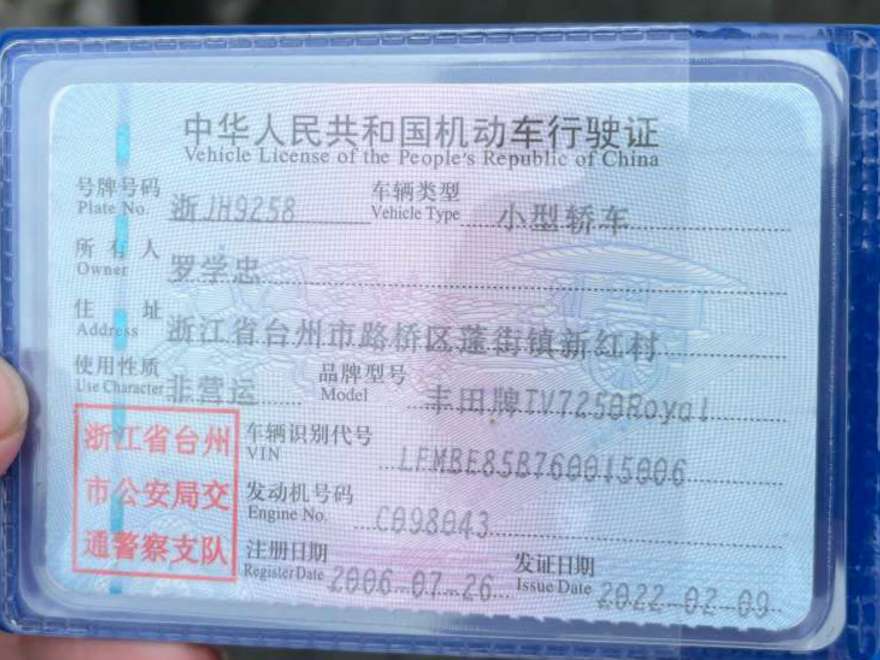 中华人民共和国机动车行驶证
Vehicle License of the People's Republic of China
号牌号码 浙JH9258 车辆类型 小型轿车
Plate No. Vehicle Type
所有人 罗学忠
Owner
住址 浙江省台州市路桥区蓬街镇新红村
Address
使用性质 非营运 品牌型号 丰田牌TV7250Royal
Use Character Model
浙江省台州
市公安局交
通警察支队
车辆识别代号 LFMBE85B760015006
VIN
发动机号码 C098043
Engine No.
注册日期 2006-07-26 发证日期 2022-02-09
Register Date Issue Date